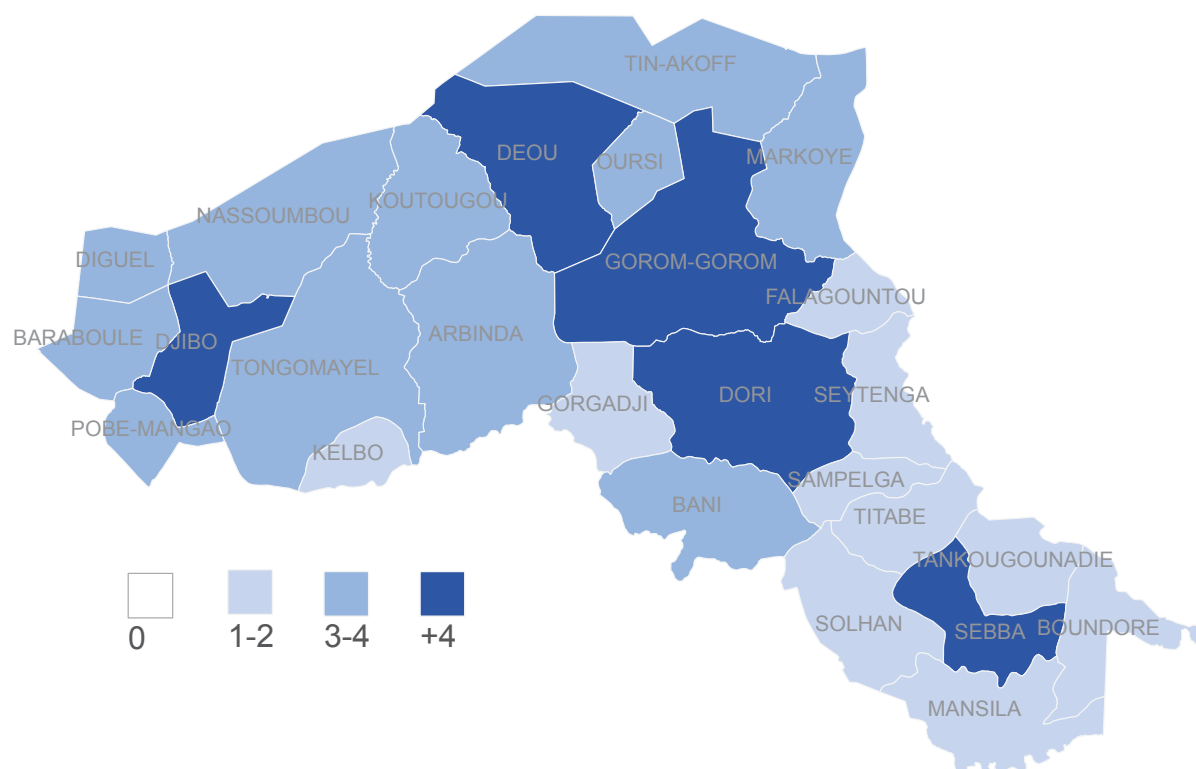 TIN-AKOFF
DEOU
OURSI
MARKOYE
KOUTOUGOU
NASSOUMBOU
DIGUEL
GOROM-GOROM
FALAGOUNTOU
BARABOULE
DJIBO
ARBINDA
TONGOMAYEL
GORGADJI
DORI
SEYTENGA
POBE-MANGAO
KELBO
SAMPELGA
BANI
TITABE
TANKOUGOUNADIE
SOLHAN
SEBBA
BOUNDORE
MANSILA
0
1-2
3-4
+4